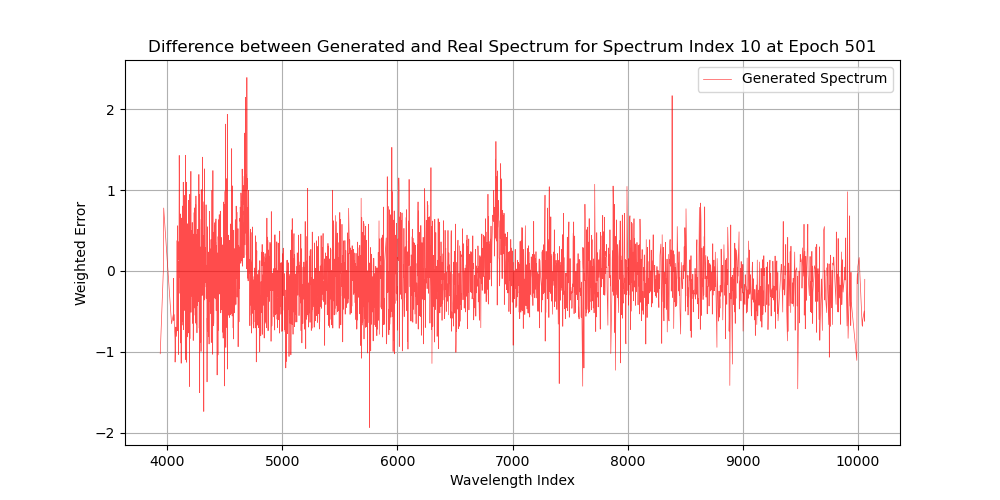 Difference between Generated and Real Spectrum for Spectrum Index 10 at Epoch 501
Generated Spectrum
Weighted Error
2
1
0
−1
−2
4000 5000 6000 7000 8000 9000 10000
Wavelength Index